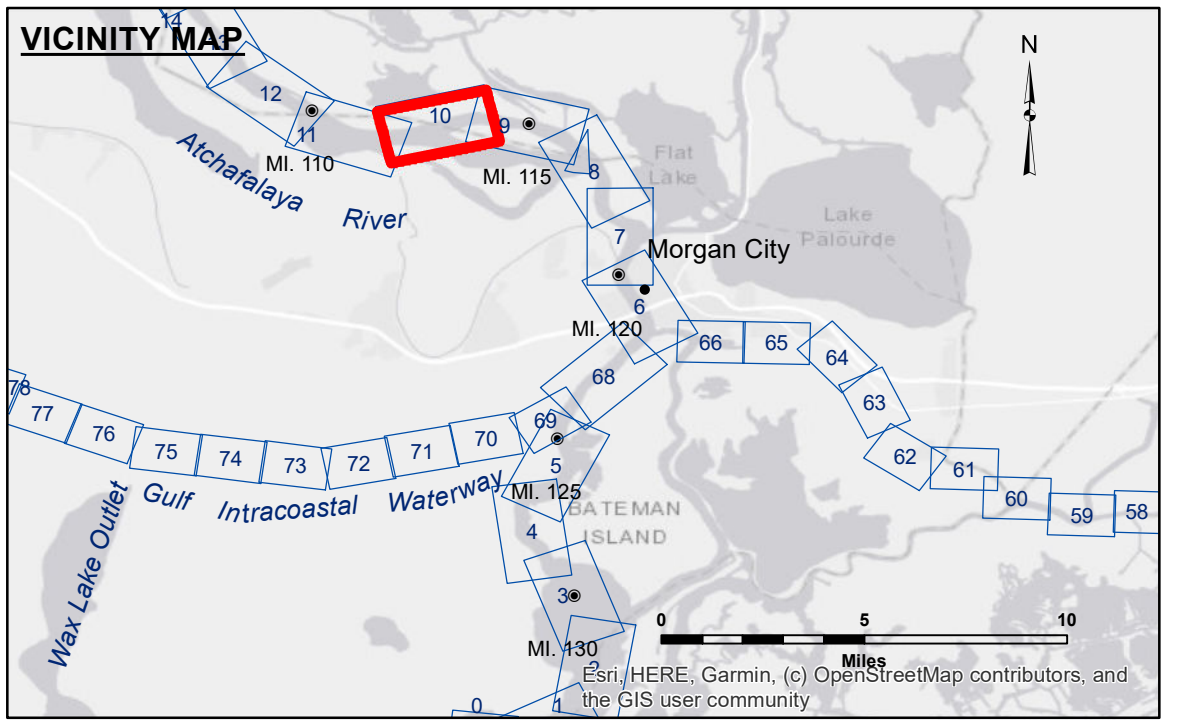 VICINITY MAP
14
13
12
11
10
9
8
7
6
N
Flat
Lake
Lake
Palourde
Morgan City
MI. 110
MI. 115
MI. 120
Atchafalaya River
66
65
64
63
62
61
60
59
58
68
69
70
71
72
73
74
75
76
77
78
5
MI. 125
Gulf Intracoastal Waterway
Wax Lake Outlet
BATEMAN
ISLAND
4
3
MI. 130
2
1
0
0 5 10
Miles
Esri, HERE, Garmin, (c) OpenStreetMap contributors, and
the GIS user community